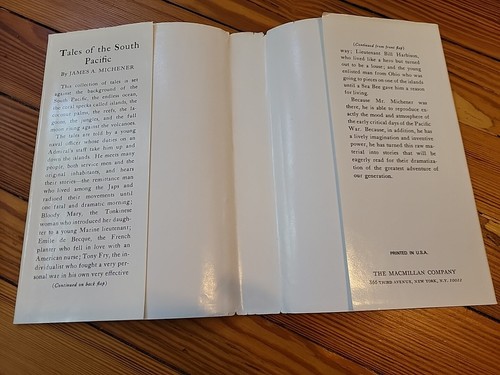 Tales of the South
Pacific
By JAMES A. MICHENER
This collection of tales is set
against the background of the
South Pacific, the endless ocean,
the coral specks called islands, the
coconut palms, the reefs, the la-
goons, the jungles, and the full
moon rising against the volcanoes.
The tales are told by a young
naval officer whose duties on an
Admiral's staff take him up and
down the islands. He meets many
people, both service men and the
original inhabitants, and hears
their stories—the remittance man
who lived among the Japs and
radioed their movements until
one fatal and dramatic morning;
Bloody Mary, the Tonkinese
woman who introduced her daugh-
ter to a young Marine lieutenant;
Emile de Becque, the French
planter who fell in love with an
American nurse; Tony Fry, the in-
dividualist who fought a very per-
sonal war in his own very effective
(Continued on back flap)
(Continued from front flap)
way; Lieutenant Bill Harbison,
who lived like a hero but turned
out to be a loser; and the young
enlisted man from Ohio who was
going to pieces on one of the islands
until a Sea Bee gave him a reason
for living.
Because Mr. Michener was
there, he is able to reproduce ex-
actly the mood and atmosphere of
the early critical days of the Pacific
War. Because, in addition, he has
a lively imagination and inventive
power, he has turned this raw ma-
terial into stories that will be
eagerly read for their dramatiza-
tion of the greatest adventure of
our generation.
PRINTED IN U.S.A.
THE MACMILLAN COMPANY
866 THIRD AVENUE, NEW YORK, N.Y. 10022